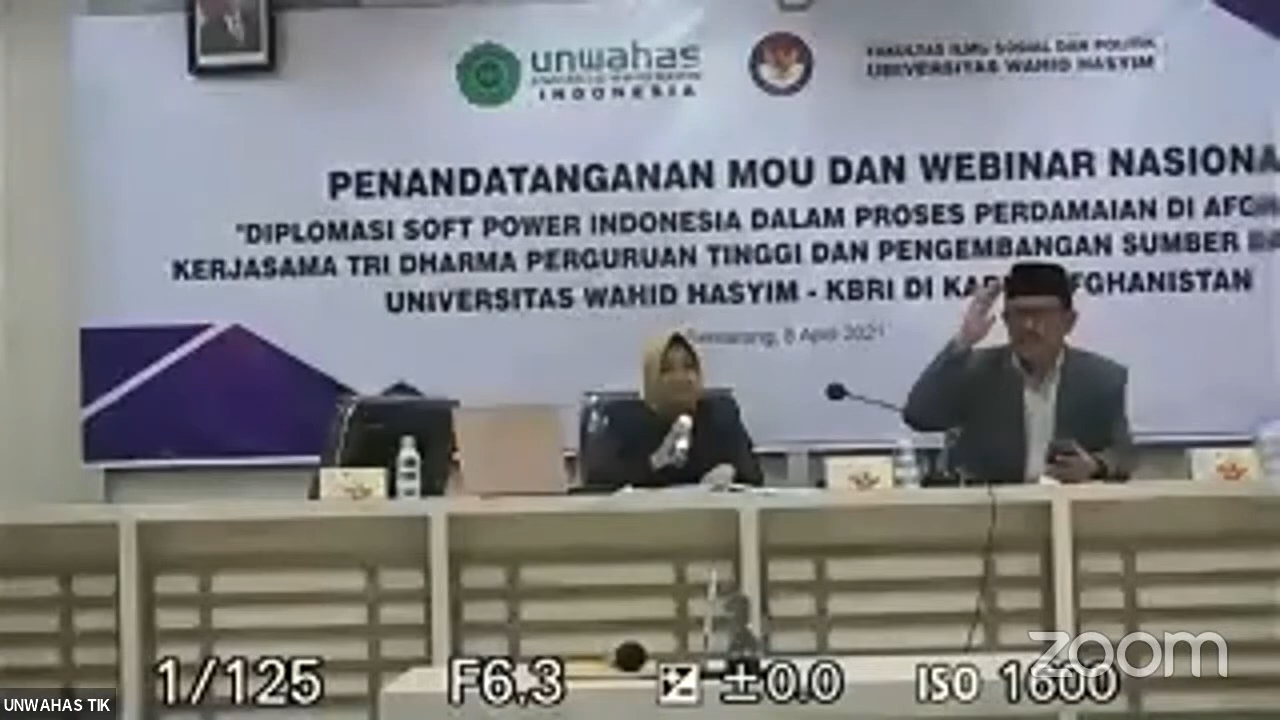 unwahas
INDONESIA
FAKULTAS ILMU SOSIAL DAN POLITIK
UNIVERSITAS WAHID HASYIM
PENANDATANGANAN MOU DAN WEBINAR NASIONA
"DIPLOMASI SOFT POWER INDONESIA DALAM PROSES PERDAMAIAN DI AFG
KERJASAMA TRI DHARMA PERGURUAN TINGGI DAN PENGEMBANGAN SUMBER
UNIVERSITAS WAHID HASYIM - KBRI DI KA FGHANISTAN
Semarang, 8 April 2021
zoom
1/125 F6.3 ±0.0 ISO 1600
UNWAHAS TIK